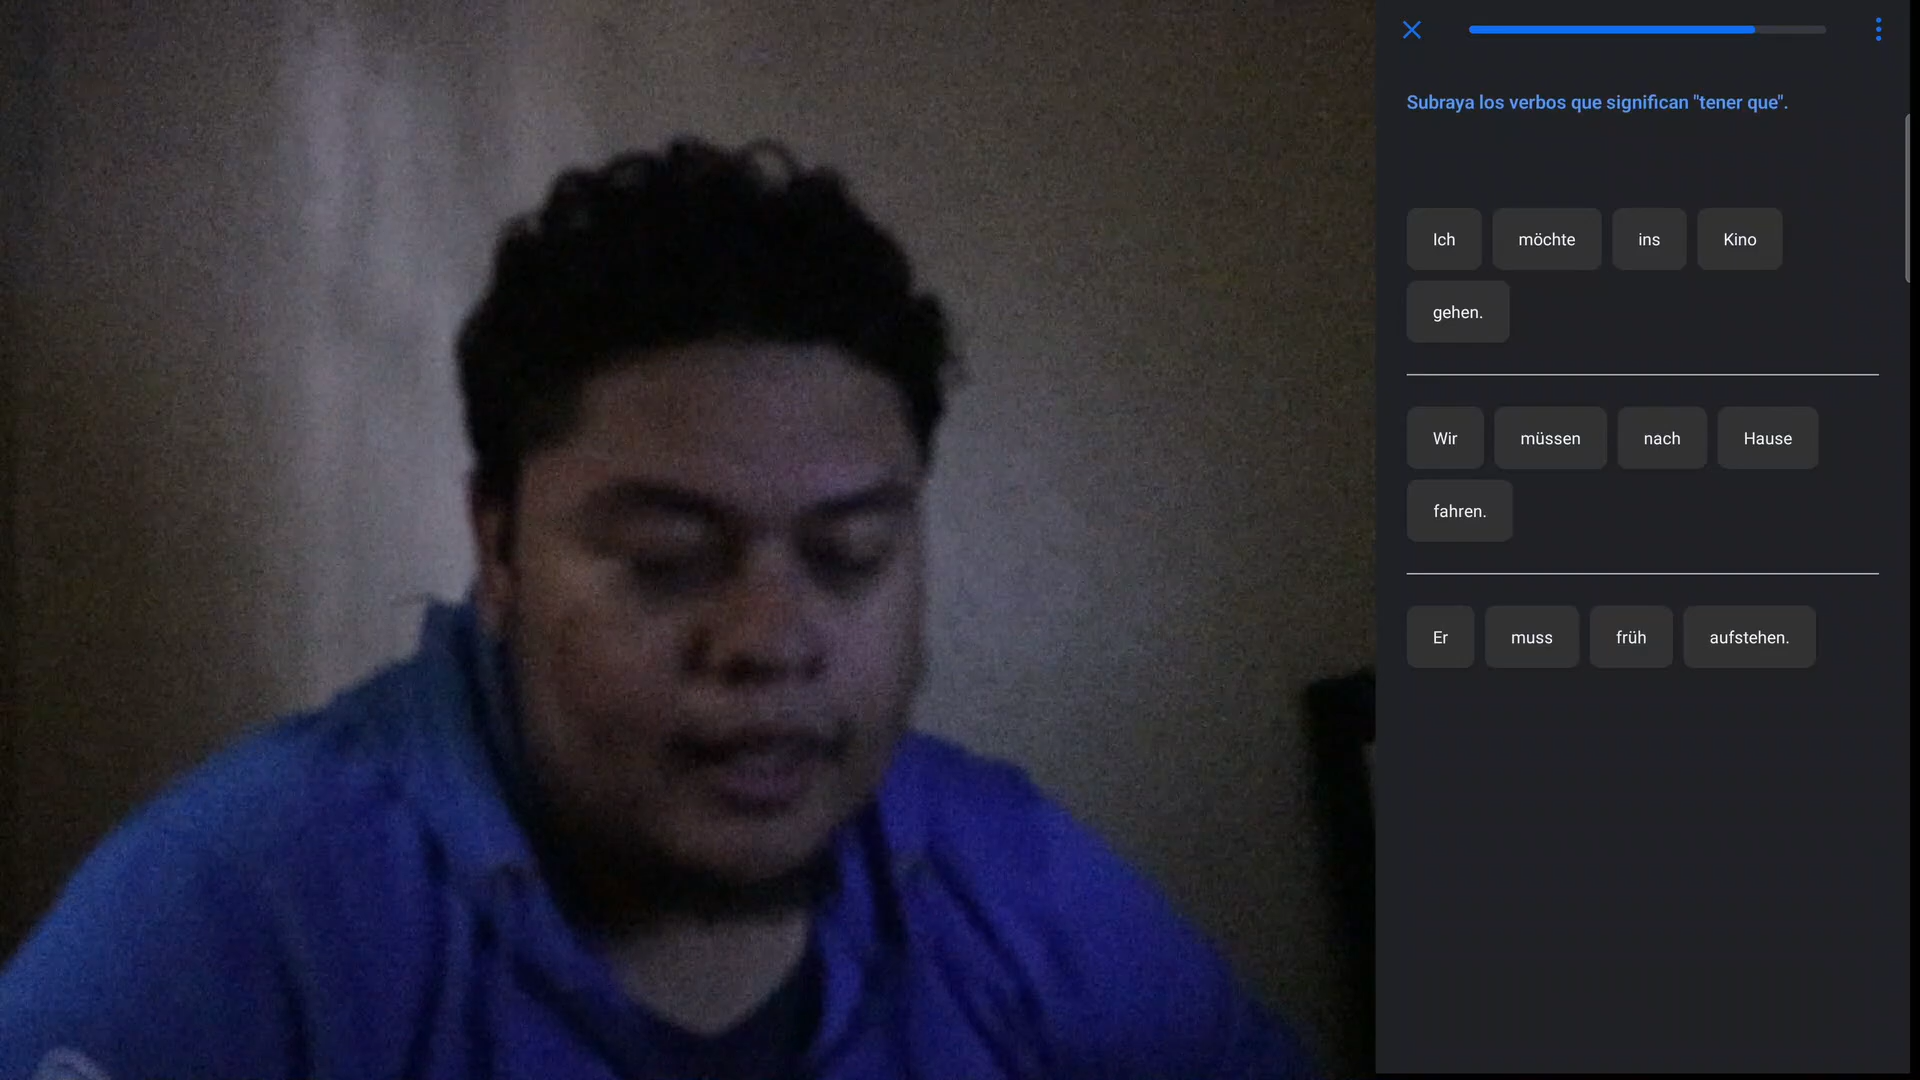 Subraya los verbos que significan "tener que".
Ich möchte ins Kino
gehen.
Wir müssen nach Hause
fahren.
Er muss früh aufstehen.